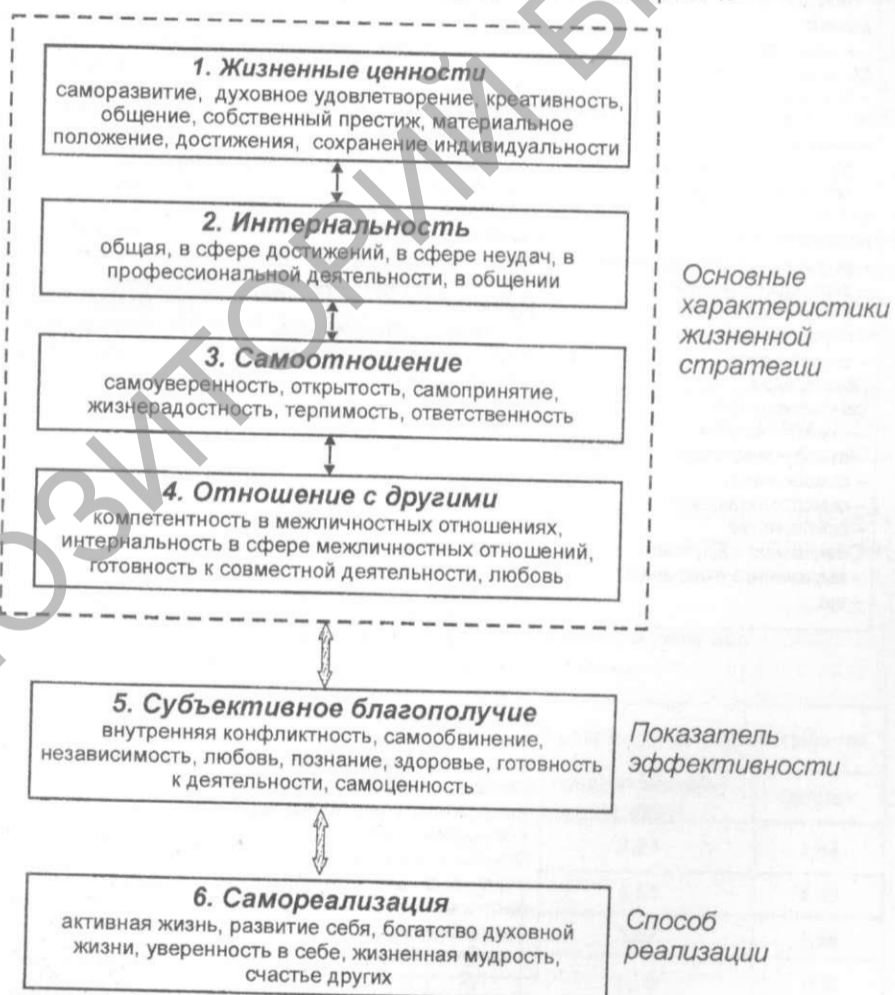 1. Жизненные ценности
саморазвитие, духовное удовлетворение, креативность,
общение, собственный престиж, материальное
положение, достижения, сохранение индивидуальности
2. Интернальность
общая, в сфере достижений, в сфере неудач, в
профессиональной деятельности, в общении
3. Самоотношение
самоуверенность, открытость, самопринятие,
жизнерадостность, терпимость, ответственность
4. Отношение с другими
компетентность в межличностных отношениях,
интернальность в сфере межличностных отношений,
готовность к совместной деятельности, любовь
Основные
характеристики
жизненной
стратегии
5. Субъективное благополучие
внутренняя конфликтность, самообвинение,
независимость, любовь, познание, здоровье, готовность
к деятельности, самоценность
Показатель
эффективности
6. Самореализация
активная жизнь, развитие себя, богатство духовной
жизни, уверенность в себе, жизненная мудрость,
счастье других
Способ
реализации
ПОЗИТОРИЙ